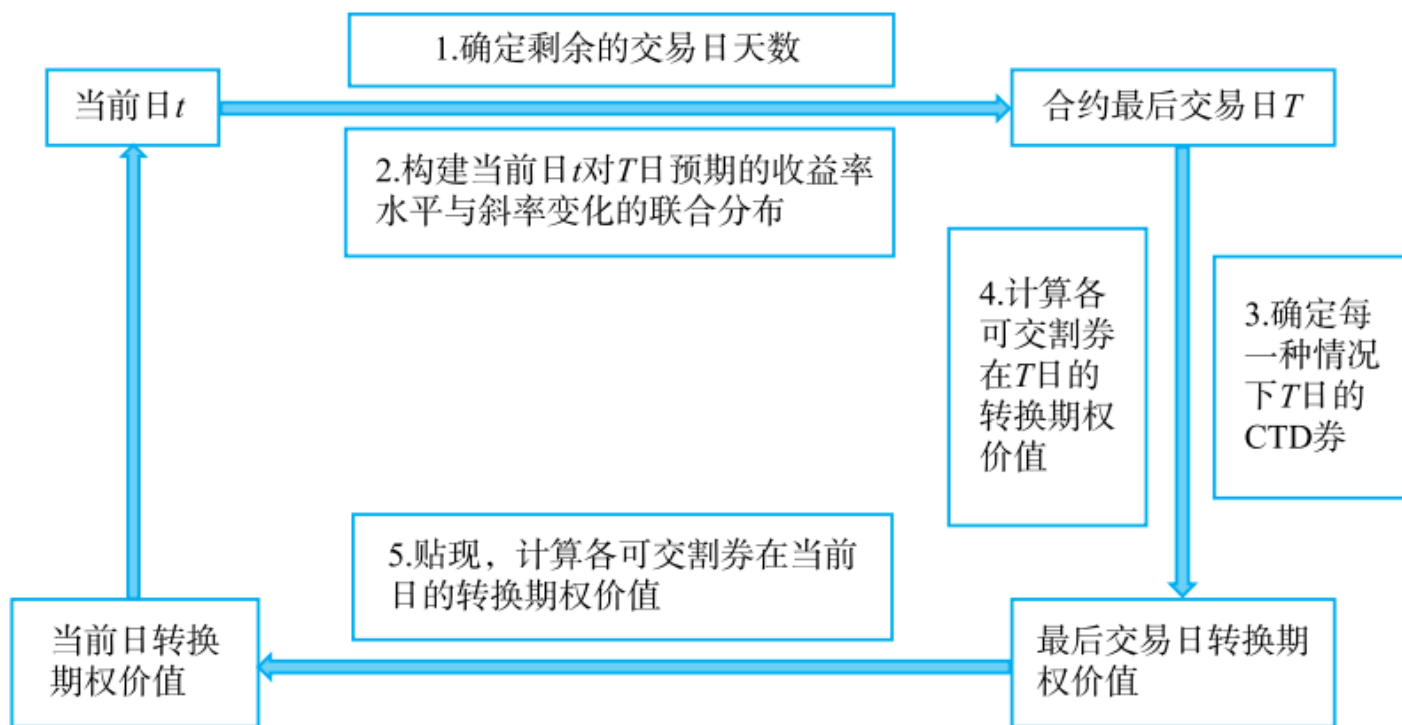 1.确定剩余的交易日天数
当前日t
合约最后交易日T
2.构建当前日t对T日预期的收益率
水平与斜率变化的联合分布
4.计算各
可交割券
在T日的
转换期权
价值
3.确定每
一种情况
下T日的
CTD券
5.贴现，计算各可交割券在当前
日的转换期权价值
当前日转换
期权价值
最后交易日转换期
权价值